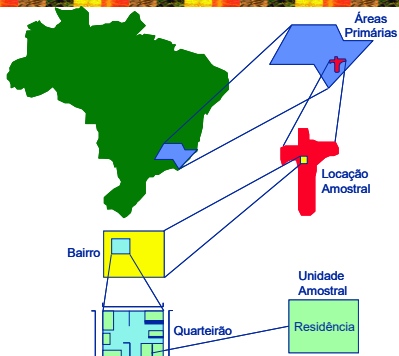 Áreas
Primárias
Locação
Amostral
Bairro
Unidade
Amostral
Quarteirão
Residência